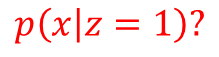 p(x|z = 1)?